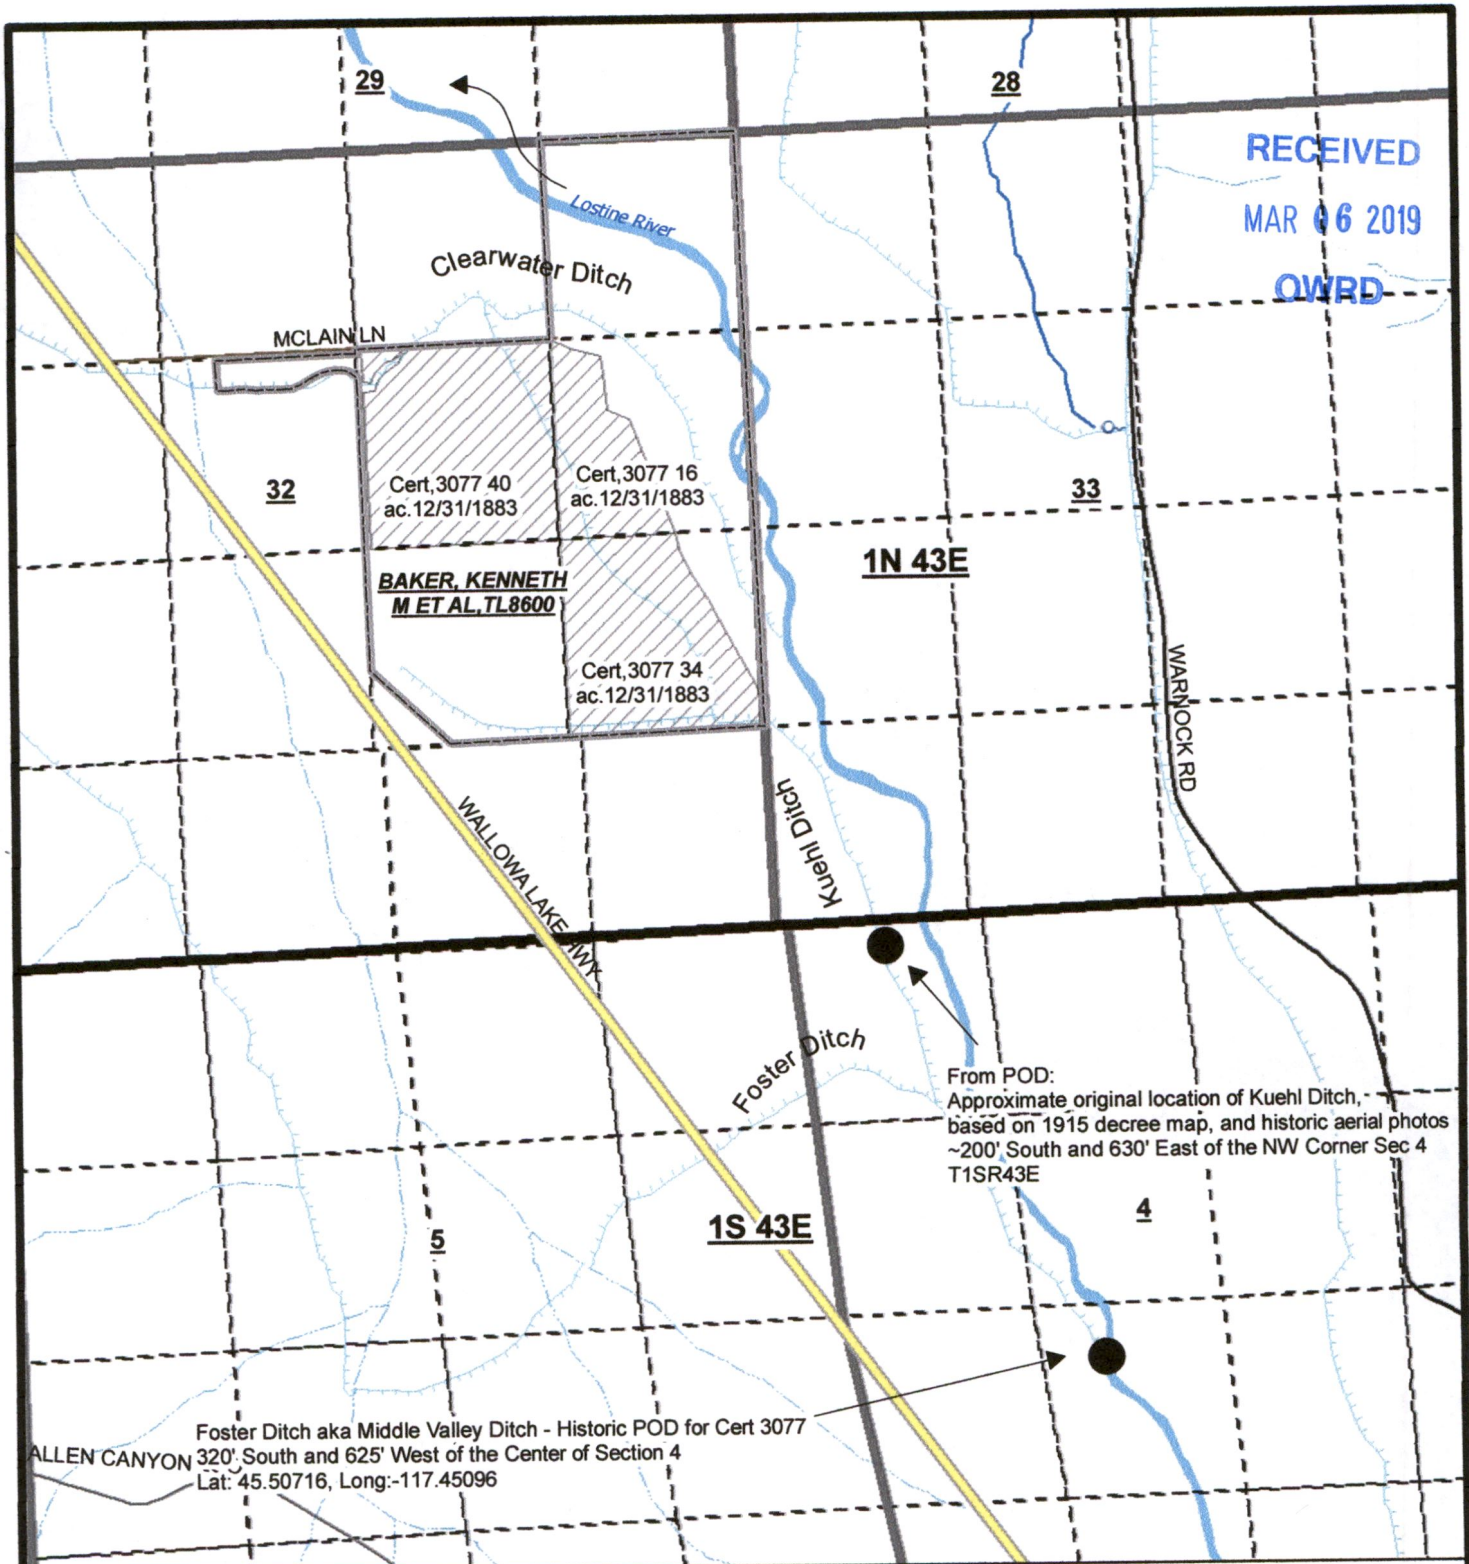 29
28
RECEIVED
MAR 06 2019
OWRD
Lostine River
Clearwater Ditch
MCLAIN LN
32
Cert,3077 40
ac.12/31/1883
Cert,3077 16
ac.12/31/1883
33
1N 43E
BAKER, KENNETH
M ET AL,TL8600
Cert,3077 34
ac.12/31/1883
WARNOCK RD
Kuehl Ditch
WALLOWA LAKE HWY
Foster Ditch
From POD:
Approximate original location of Kuehl Ditch,
based on 1915 decree map, and historic aerial photos
~200' South and 630' East of the NW Corner Sec 4
T1SR43E
4
1S 43E
5
Foster Ditch aka Middle Valley Ditch - Historic POD for Cert 3077
ALLEN CANYON
320' South and 625' West of the Center of Section 4
Lat: 45.50716, Long:-117.45096